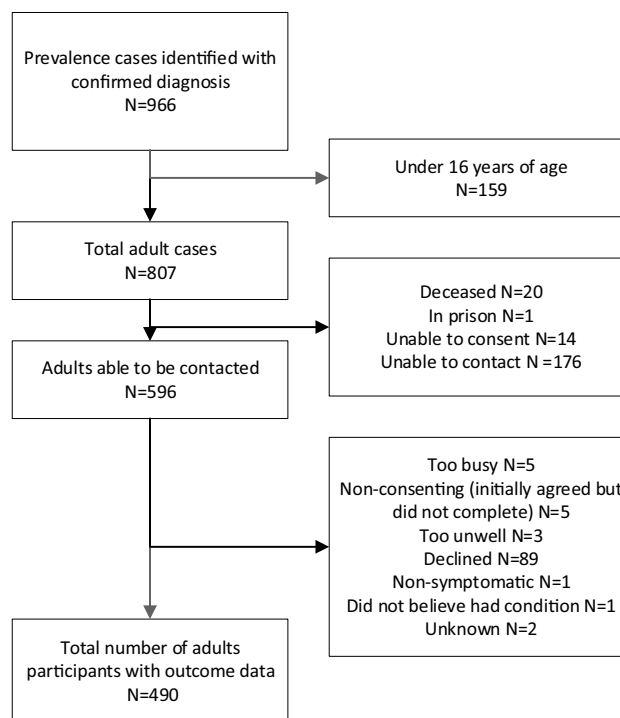 Prevalence cases identified with
confirmed diagnosis
N=966
Under 16 years of age
N=159
Total adult cases
N=807
Deceased N=20
In prison N=1
Unable to consent N=14
Unable to contact N =176
Adults able to be contacted
N=596
Too busy N=5
Non-consenting (initially agreed but
did not complete) N=5
Too unwell N=3
Declined N=89
Non-symptomatic N=1
Did not believe had condition N=1
Unknown N=2
Total number of adults
participants with outcome data
N=490